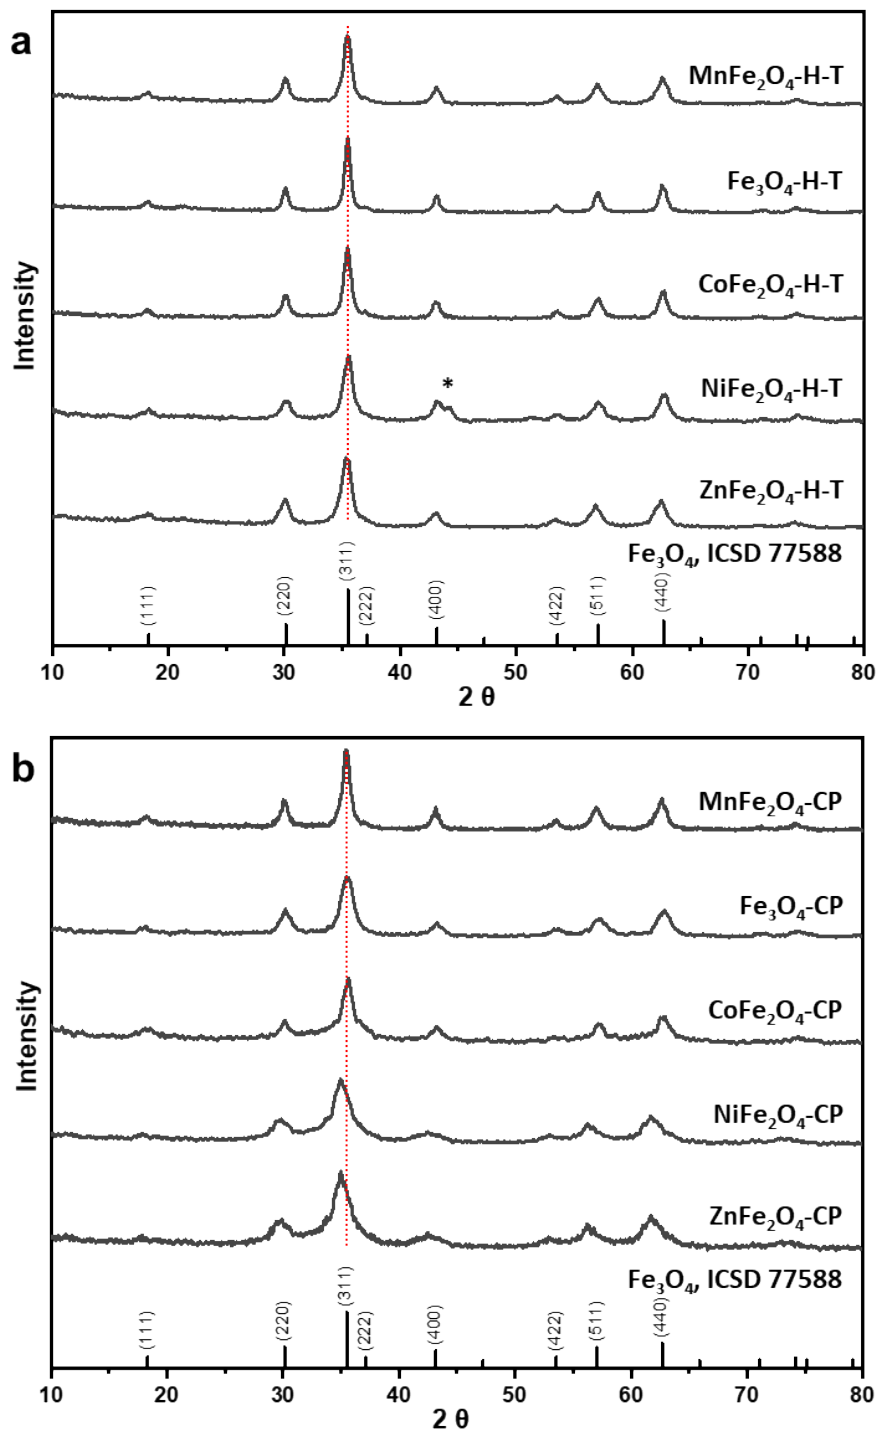 a
MnFe₂O₄-H-T
Fe₃O₄-H-T
CoFe₂O₄-H-T
*
NiFe₂O₄-H-T
ZnFe₂O₄-H-T
Fe₃O₄, ICSD 77588
(111)
(220)
(311)
(222)
(400)
(422)
(511)
(440)
Intensity
10 20 30 40 50 60 70 80
2 θ
b
MnFe₂O₄-CP
Fe₃O₄-CP
CoFe₂O₄-CP
NiFe₂O₄-CP
ZnFe₂O₄-CP
Fe₃O₄, ICSD 77588
(111)
(220)
(311)
(222)
(400)
(422)
(511)
(440)
Intensity
10 20 30 40 50 60 70 80
2 θ